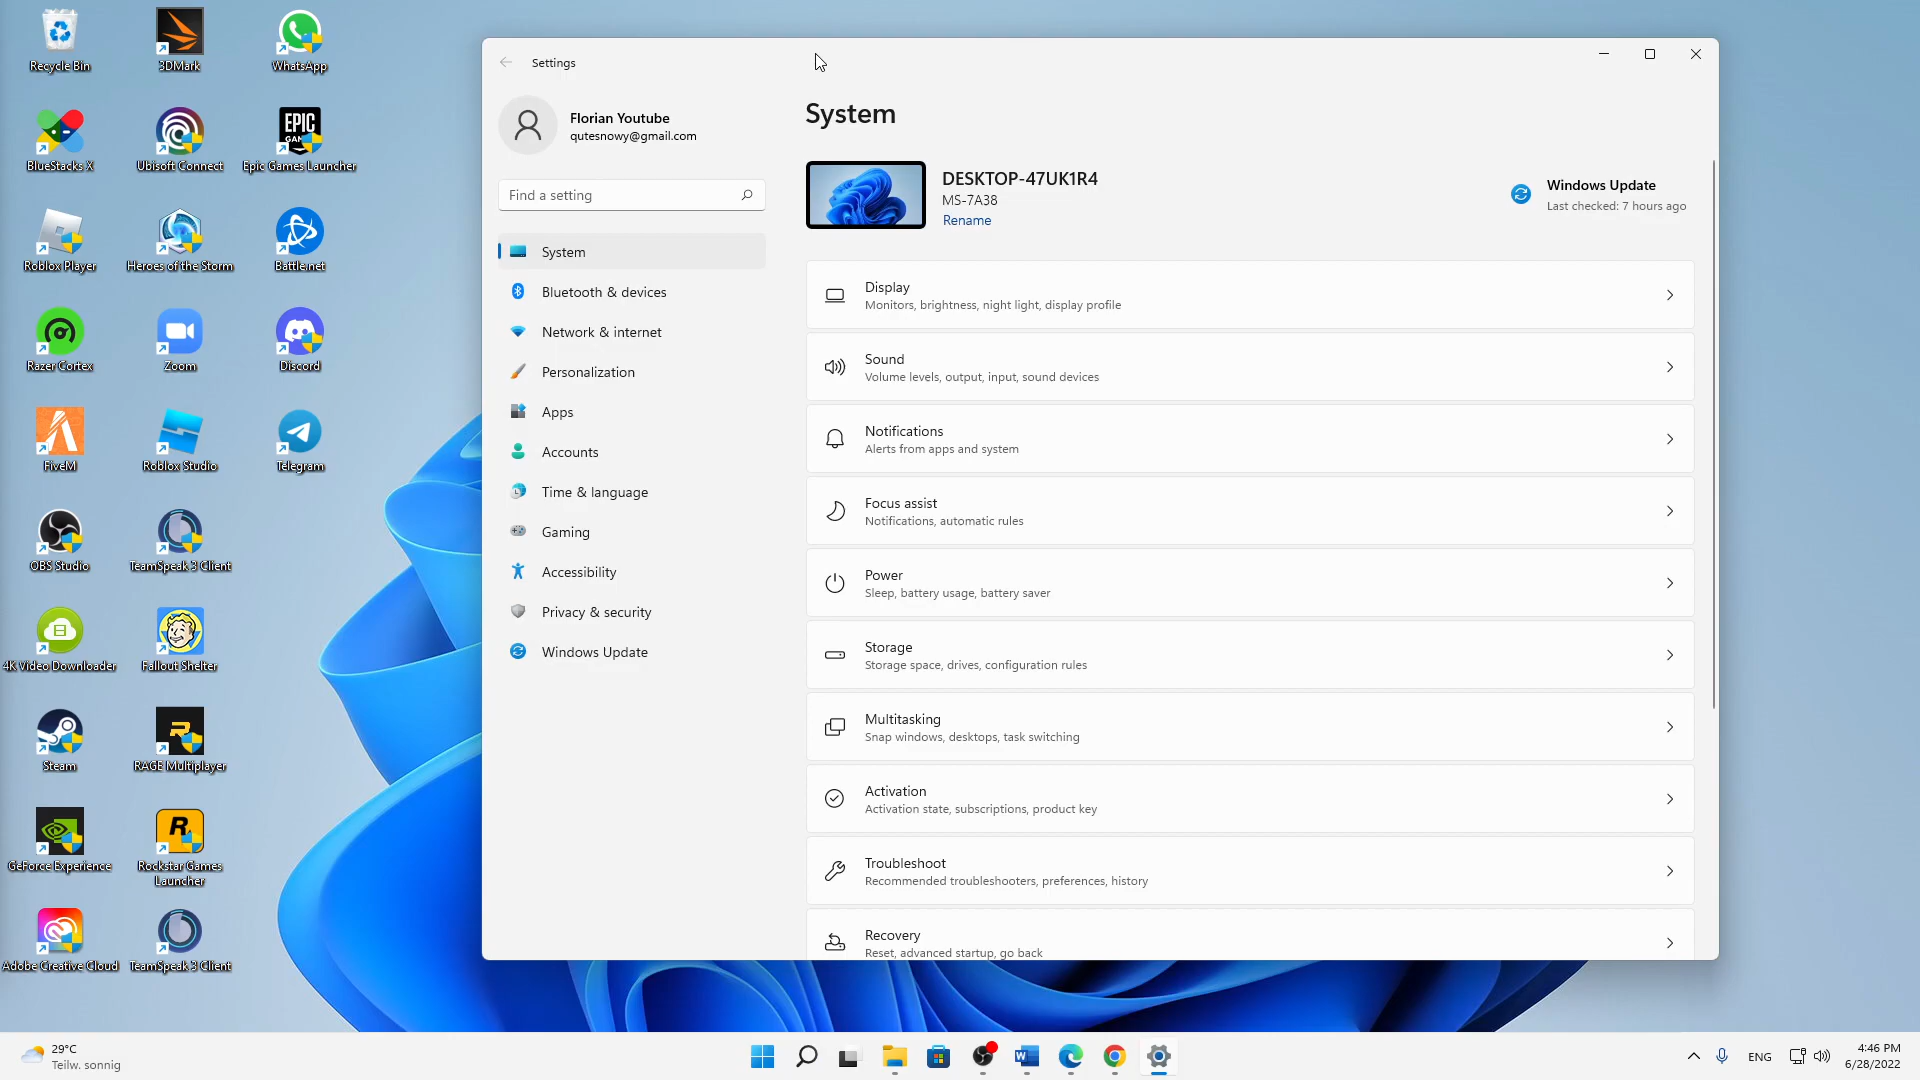 Recycle Bin
3DMark
WhatsApp
BlueStacks X
Ubisoft Connect
EPIC
GAMES
Epic Games Launcher
Roblox Player
Heroes of the Storm
Battle.net
Razer Cortex
Zoom
Discord
FiveM
Roblox Studio
Telegram
OBS Studio
TeamSpeak 3 Client
4K Video Downloader
Fallout Shelter
Steam
RAGE Multiplayer
GeForce Experience
Rockstar Games
Launcher
Adobe Creative Cloud
TeamSpeak 3 Client
Settings
Florian Youtube
qutesnowy@gmail.com
Find a setting
System
Bluetooth & devices
Network & internet
Personalization
Apps
Accounts
Time & language
Gaming
Accessibility
Privacy & security
Windows Update
System
DESKTOP-47UK1R4
MS-7A38
Rename
Windows Update
Last checked: 7 hours ago
Display
Monitors, brightness, night light, display profile
Sound
Volume levels, output, input, sound devices
Notifications
Alerts from apps and system
Focus assist
Notifications, automatic rules
Power
Sleep, battery usage, battery saver
Storage
Storage space, drives, configuration rules
Multitasking
Snap windows, desktops, task switching
Activation
Activation state, subscriptions, product key
Troubleshoot
Recommended troubleshooters, preferences, history
Recovery
Reset, advanced startup, go back
29°C
Teilw. sonnig
ENG
4:46 PM
6/28/2022